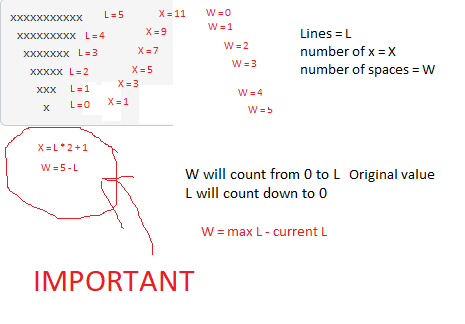 xxxxxxxxxxx L=5 X=11 W=0
xxxxxxxxx L=4 X=9 W=1
xxxxxxx L=3 X=7 W=2
xxxxx L=2 X=5 W=3
xxx L=1 X=3 W=4
x L=0 X=1 W=5
Lines = L
number of x = X
number of spaces = W
X=L*2+1
W=5-L
W will count from 0 to L Original value
L will count down to 0
W = max L - current L
IMPORTANT